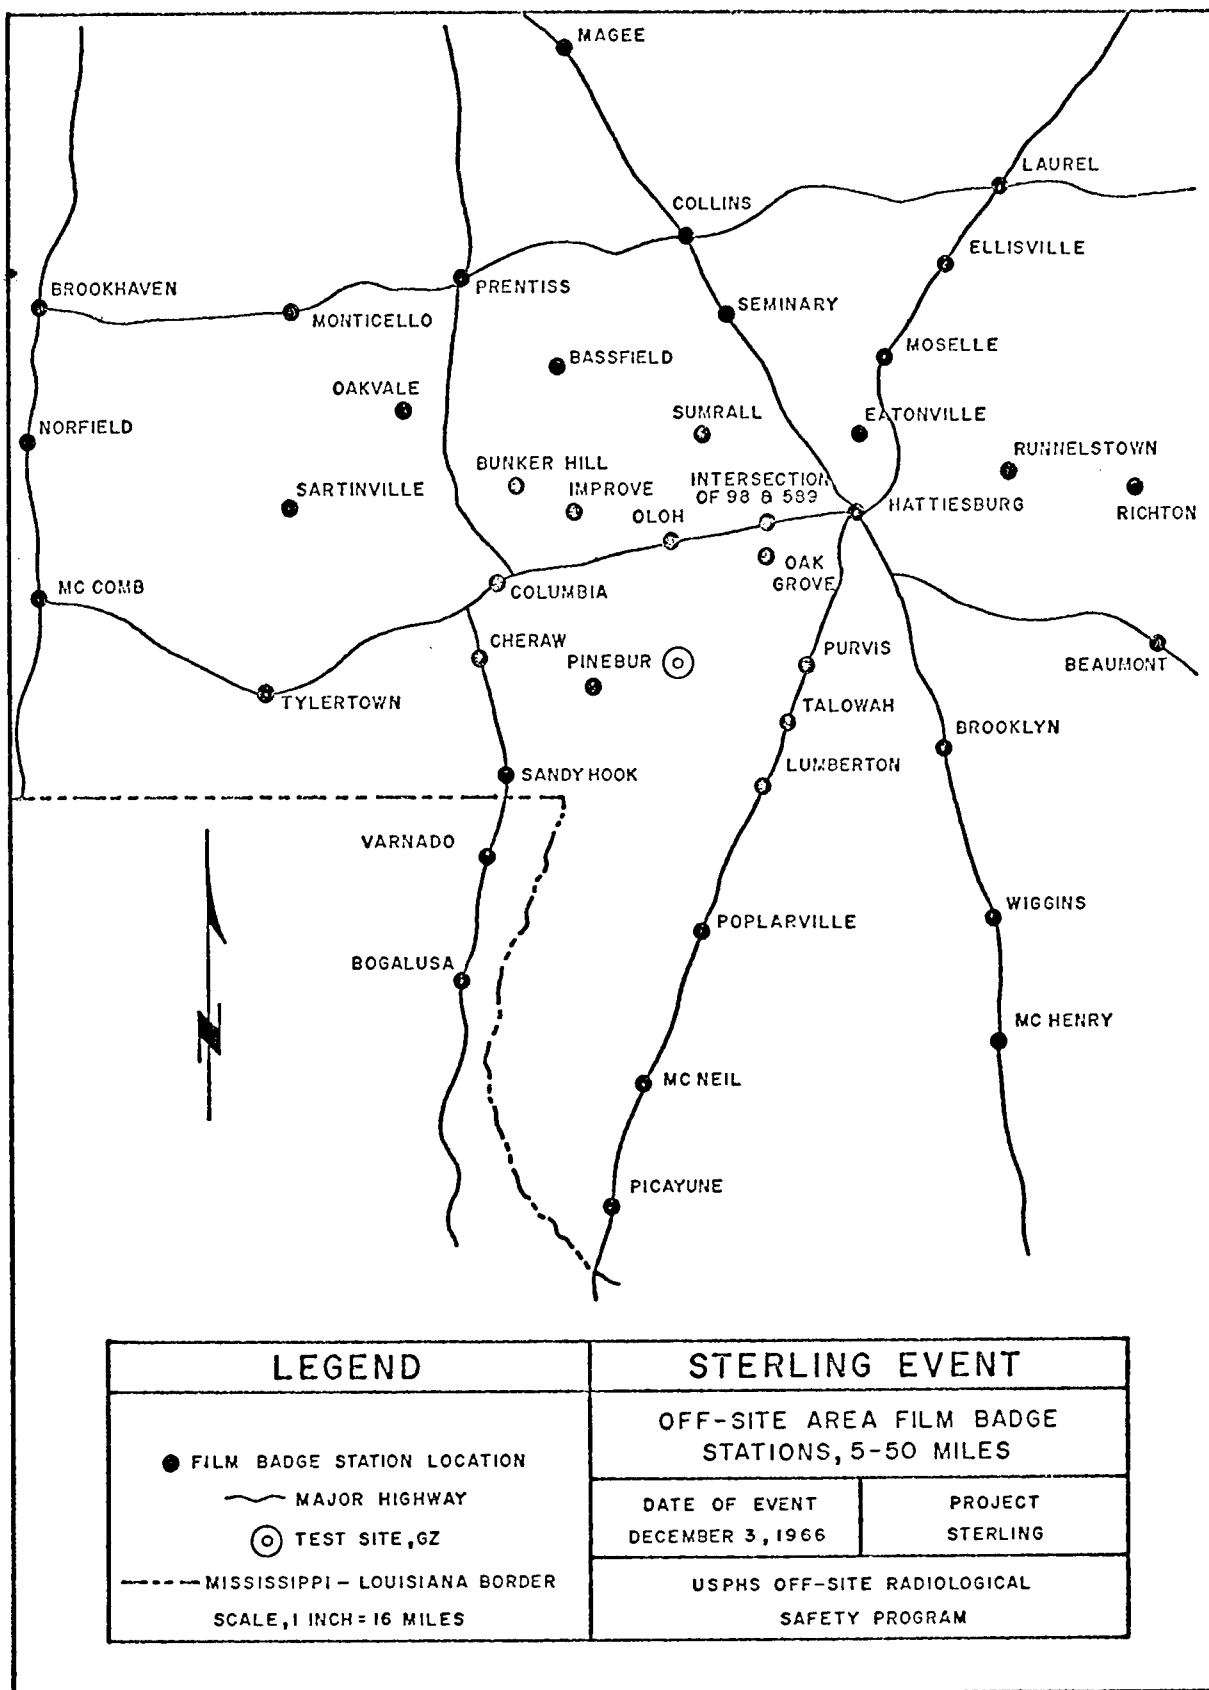 MAGEE
LAUREL
COLLINS
ELLISVILLE
BROOKHAVEN
PRENTISS
MONTICELLO
SEMINARY
MOSELLE
BASSFIELD
OAKVALE
NORFIELD
SUMRALL
EATONVILLE
RUNNELSTOWN
BUNKER HILL
SARTINVILLE
IMPROVE
INTERSECTION
OF 98 & 589
OLOH
HATTIESBURG
RICHTON
OAK
GROVE
MC COMB
COLUMBIA
CHERAW
PINEBUR
PURVIS
BEAUMONT
TYLERTOWN
TALOWAH
BROOKLYN
SANDY HOOK
LUMBERTON
VARNADO
WIGGINS
POPLARVILLE
BOGALUSA
MC HENRY
N
MC NEIL
PICAYUNE
LEGEND
FILM BADGE STATION LOCATION
MAJOR HIGHWAY
TEST SITE, GZ
MISSISSIPPI - LOUISIANA BORDER
SCALE, 1 INCH = 16 MILES
STERLING EVENT
OFF-SITE AREA FILM BADGE
STATIONS, 5-50 MILES
DATE OF EVENT
DECEMBER 3, 1966
PROJECT
STERLING
USPHS OFF-SITE RADIOLOGICAL
SAFETY PROGRAM